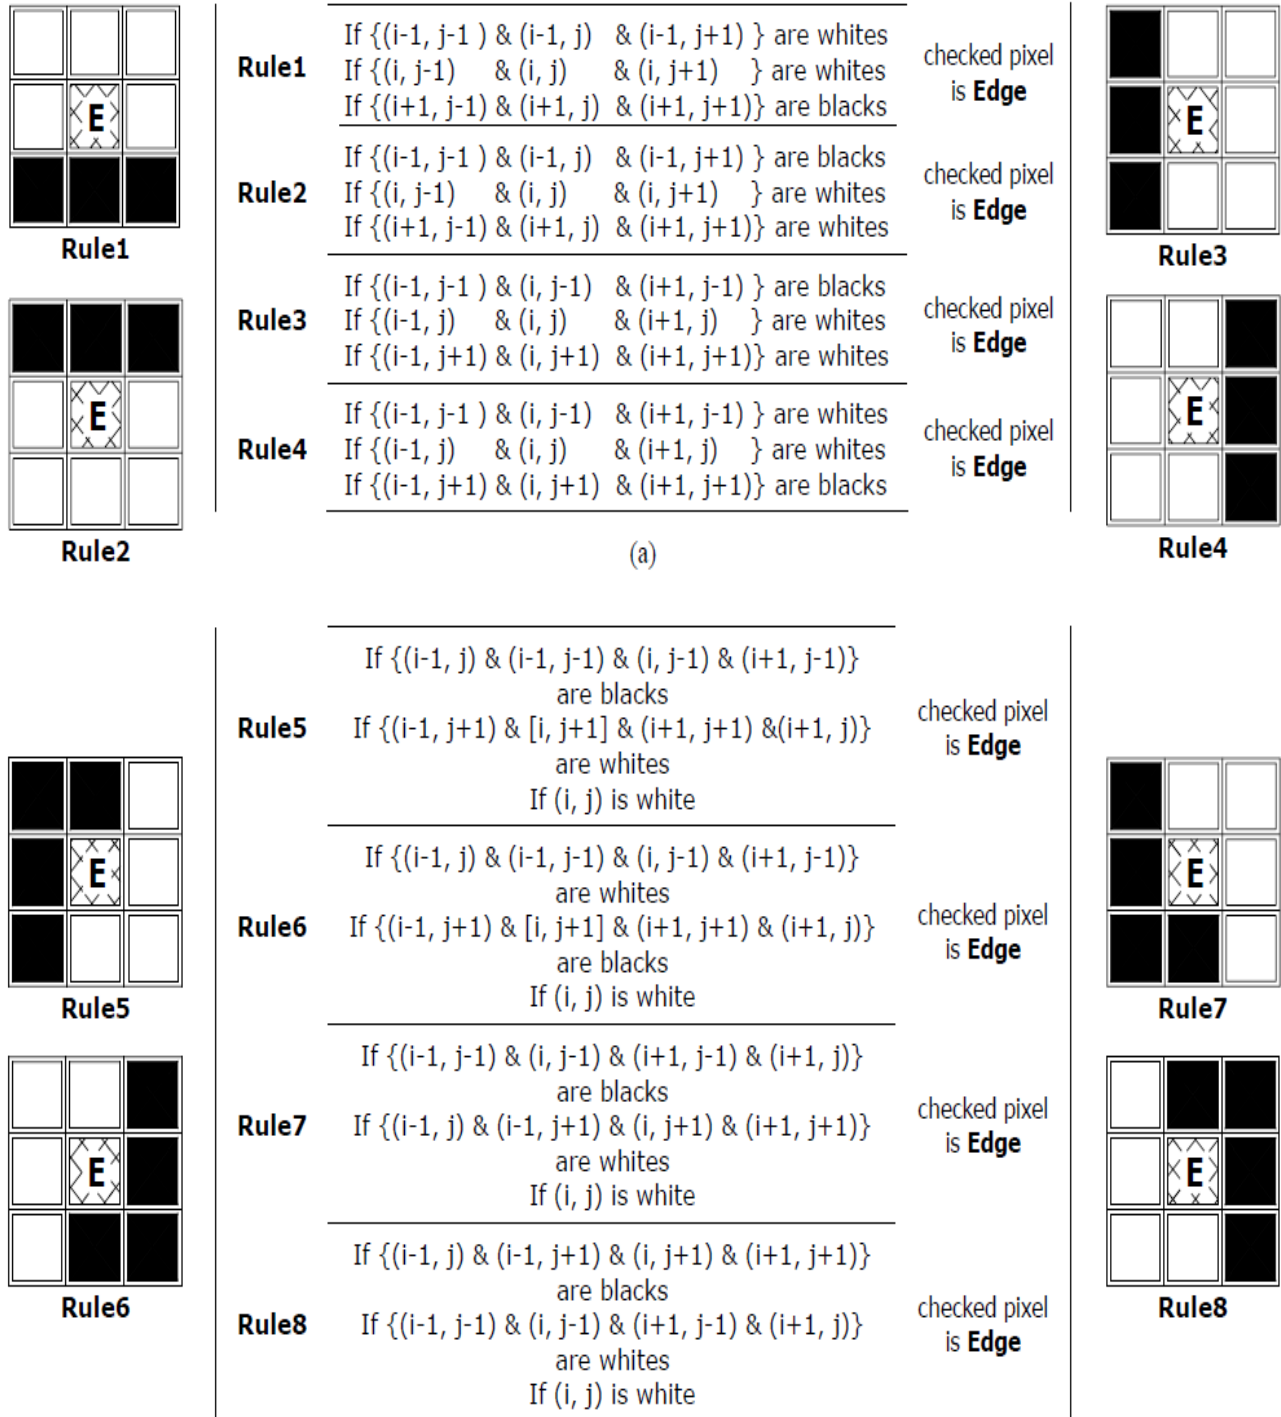 E
Rule1
E
Rule2
Rule1
If {(i-1, j-1 ) & (i-1, j) & (i-1, j+1) } are whites
If {(i, j-1) & (i, j) & (i, j+1) } are whites
If {(i+1, j-1) & (i+1, j) & (i+1, j+1)} are blacks
checked pixel
is Edge
Rule2
If {(i-1, j-1 ) & (i-1, j) & (i-1, j+1) } are blacks
If {(i, j-1) & (i, j) & (i, j+1) } are whites
If {(i+1, j-1) & (i+1, j) & (i+1, j+1)} are whites
checked pixel
is Edge
Rule3
If {(i-1, j-1 ) & (i, j-1) & (i+1, j-1) } are blacks
If {(i-1, j) & (i, j) & (i+1, j) } are whites
If {(i-1, j+1) & (i, j+1) & (i+1, j+1)} are whites
checked pixel
is Edge
Rule4
If {(i-1, j-1 ) & (i, j-1) & (i+1, j-1) } are whites
If {(i-1, j) & (i, j) & (i+1, j) } are whites
If {(i-1, j+1) & (i, j+1) & (i+1, j+1)} are blacks
checked pixel
is Edge
E
Rule3
E
Rule4
(a)
E
Rule5
E
Rule6
Rule5
If {(i-1, j) & (i-1, j-1) & (i, j-1) & (i+1, j-1)}
are blacks
If {(i-1, j+1) & [i, j+1] & (i+1, j+1) &(i+1, j)}
are whites
If (i, j) is white
checked pixel
is Edge
Rule6
If {(i-1, j) & (i-1, j-1) & (i, j-1) & (i+1, j-1)}
are whites
If {(i-1, j+1) & [i, j+1] & (i+1, j+1) & (i+1, j)}
are blacks
If (i, j) is white
checked pixel
is Edge
Rule7
If {(i-1, j-1) & (i, j-1) & (i+1, j-1) & (i+1, j)}
are blacks
If {(i-1, j) & (i-1, j+1) & (i, j+1) & (i+1, j+1)}
are whites
If (i, j) is white
checked pixel
is Edge
Rule8
If {(i-1, j) & (i-1, j+1) & (i, j+1) & (i+1, j+1)}
are blacks
If {(i-1, j-1) & (i, j-1) & (i+1, j-1) & (i+1, j)}
are whites
If (i, j) is white
checked pixel
is Edge
E
Rule7
E
Rule8